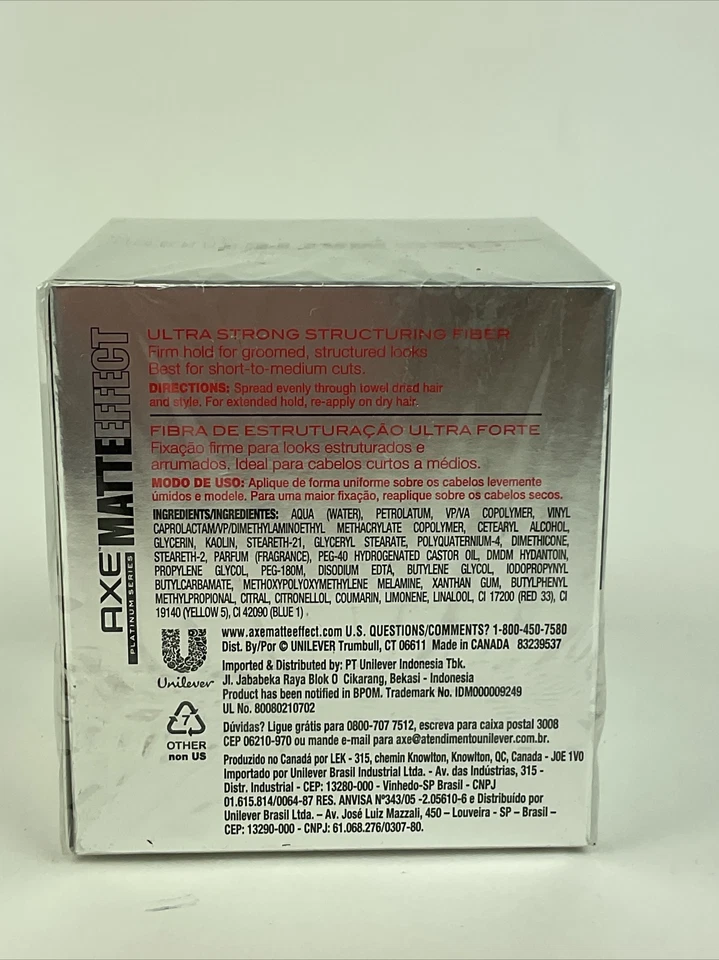 AXE™ MATTEEFFECT
PLATINUM SERIES
ULTRA STRONG STRUCTURING FIBER
Firm hold for groomed, structured looks
Best for short-to-medium cuts.
DIRECTIONS: Spread evenly through towel dried hair
and style. For extended hold, re-apply on dry hair.
FIBRA DE ESTRUTURAÇÃO ULTRA FORTE
Fixação firme para looks estruturados e
arrumados. Ideal para cabelos curtos a médios.
MODO DE USO: Aplique de forma uniforme sobre os cabelos levemente
úmidos e modele. Para uma maior fixação, reaplique sobre os cabelos secos.
INGREDIENTS/INGREDIENTES: AQUA (WATER), PETROLATUM, VP/VA COPOLYMER, VINYL
CAPROLACTAM/VP/DIMETHYLAMINOETHYL METHACRYLATE COPOLYMER, CETEARYL ALCOHOL,
GLYCERIN, KAOLIN, STEARETH-21, GLYCERYL STEARATE, POLYQUATERNIUM-4, DIMETHICONE,
STEARETH-2, PARFUM (FRAGRANCE), PEG-40 HYDROGENATED CASTOR OIL, DMDM HYDANTOIN,
PROPYLENE GLYCOL, PEG-180M, DISODIUM EDTA, BUTYLENE GLYCOL, IODOPROPYNYL
BUTYLCARBAMATE, METHOXYPOLYOXYMETHYLENE MELAMINE, XANTHAN GUM, BUTYLPHENYL
METHYLPROPIONAL, CITRAL, CITRONELLOL, COUMARIN, LIMONENE, LINALOOL, CI 17200 (RED 33), CI
19140 (YELLOW 5), CI 42090 (BLUE 1)
Unilever
www.axematteeffect.com U.S. QUESTIONS/COMMENTS? 1-800-450-7580
Dist. By/Por © UNILEVER Trumbull, CT 06611 Made in CANADA 83239537
Imported & Distributed by: PT Unilever Indonesia Tbk.
Jl. Jababeka Raya Blok O Cikarang, Bekasi - Indonesia
Product has been notified in BPOM. Trademark No. IDM000009249
UL No. 80080210702
7
OTHER
non US
Dúvidas? Ligue grátis para 0800-707 7512, escreva para caixa postal 3008
CEP 06210-970 ou mande e-mail para axe@atendimentounilever.com.br.
Produzido no Canadá por LEK - 315, chemin Knowlton, Knowlton, QC, Canada - J0E 1V0
Importado por Unilever Brasil Industrial Ltda. - Av. das Indústrias, 315 -
Distr. Industrial - CEP: 13280-000 - Vinhedo-SP Brasil - CNPJ
01.615.814/0064-87 RES. ANVISA Nº343/05 -2.05610-6 e Distribuído por
Unilever Brasil Ltda. – Av. José Luiz Mazzali, 450 – Louveira - SP – Brasil –
CEP: 13290-000 - CNPJ: 61.068.276/0307-80.